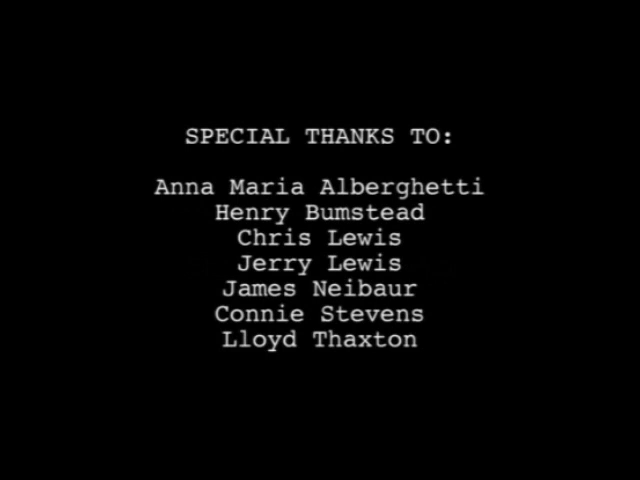 SPECIAL THANKS TO:
Anna Maria Alberghetti
Henry Bumstead
Chris Lewis
Jerry Lewis
James Neibaur
Connie Stevens
Lloyd Thaxton